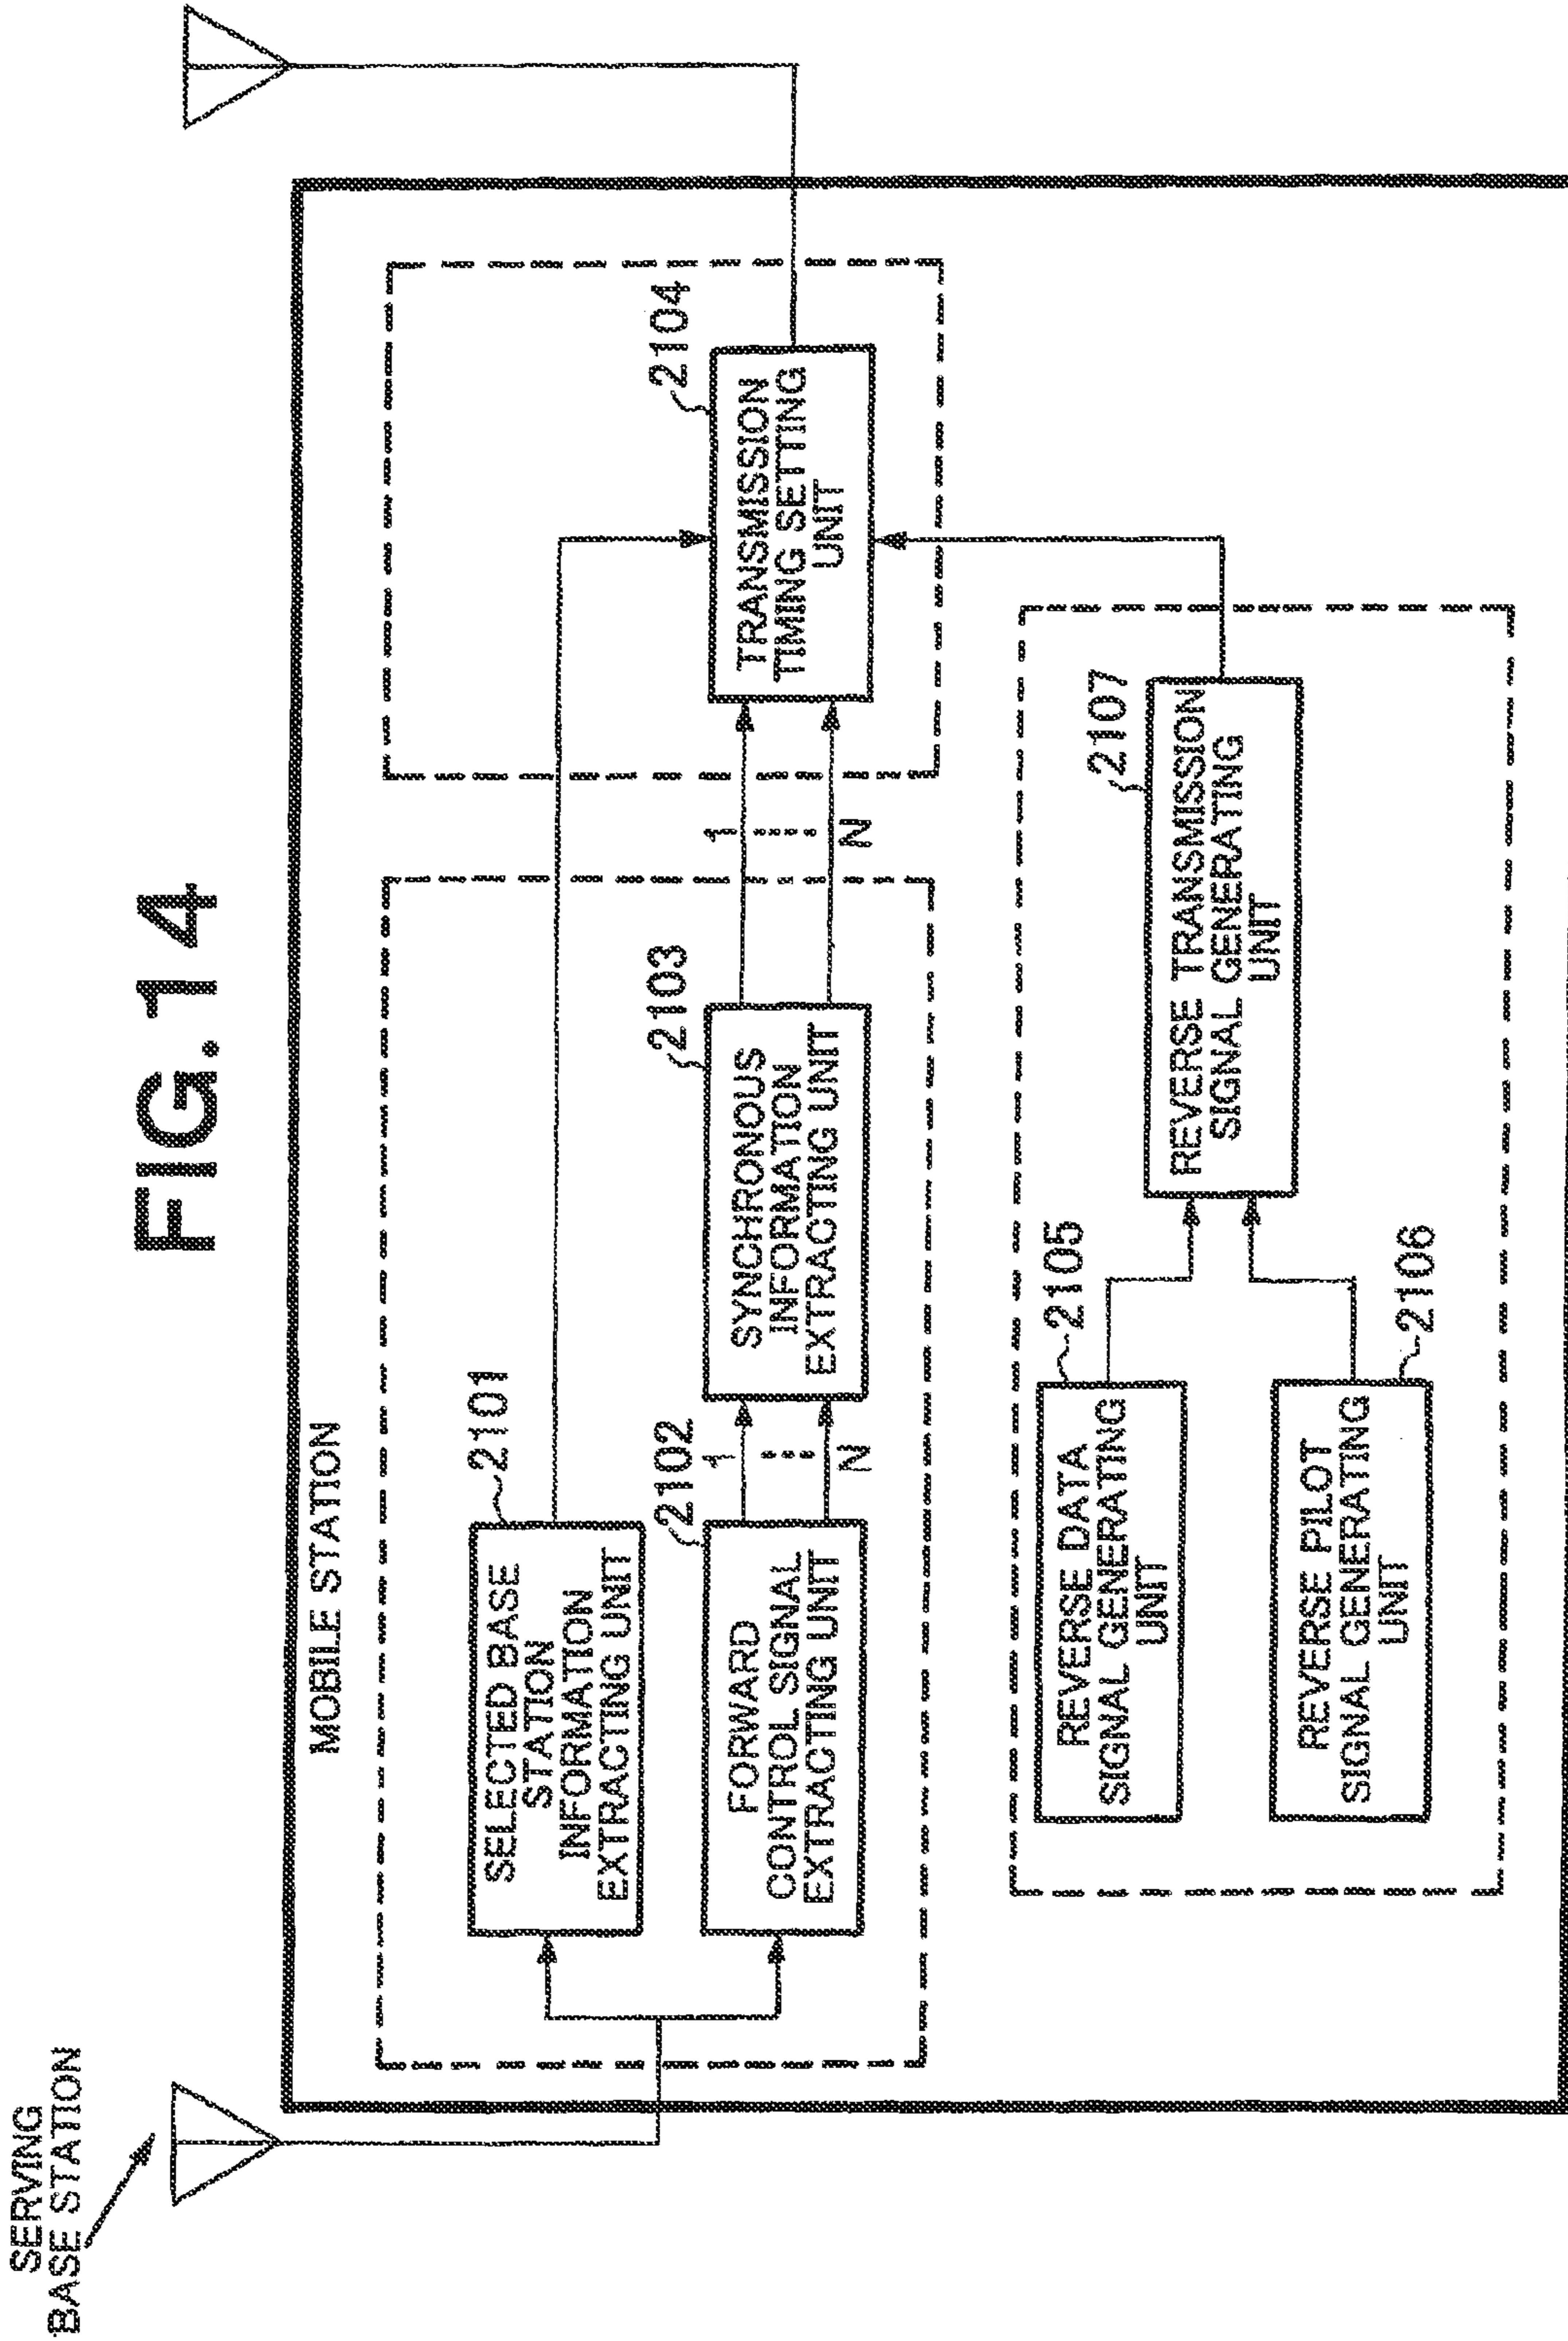 FIG. 14
SERVING
BASE STATION
MOBILE STATION
SELECTED BASE
STATION
INFORMATION
EXTRACTING UNIT
2101
FORWARD
CONTROL SIGNAL
EXTRACTING UNIT
2102
1
N
SYNCHRONOUS
INFORMATION
EXTRACTING UNIT
2103
1
N
TRANSMISSION
TIMING SETTING
UNIT
2104
REVERSE DATA
SIGNAL GENERATING
UNIT
2105
REVERSE PILOT
SIGNAL GENERATING
UNIT
2106
REVERSE TRANSMISSION
SIGNAL GENERATING
UNIT
2107